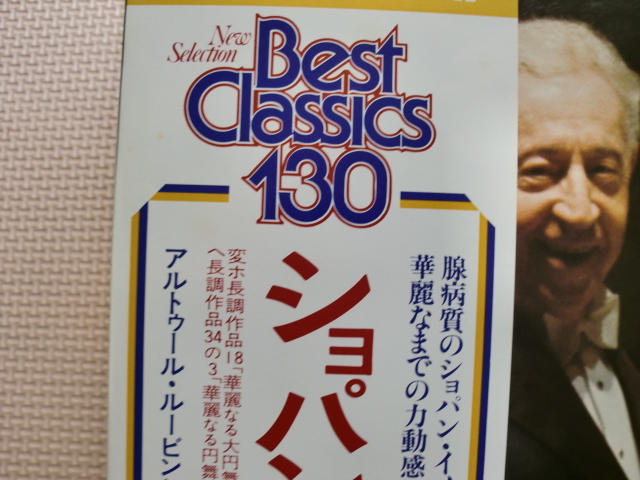 New
Selection
Best
Classics
130
腺病質のショパン・イ
華麗なまでの力動感
ショパン
変ホ長調作品18「華麗なる大円舞
ヘ長調作品34の3「華麗なる円舞
アルトゥール・ルービン